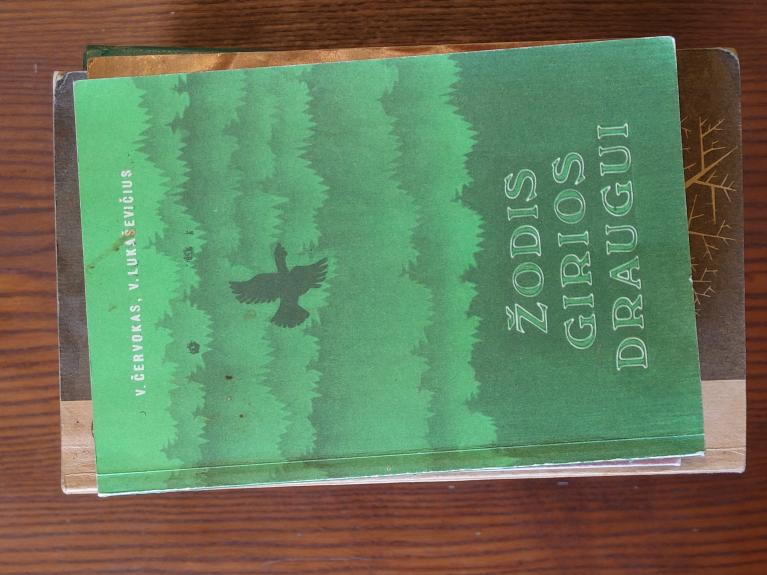 V. ČERVOKAS, V. LUKAŠEVIČIUS
ŽODIS
GIRIOS
DRAUGUI